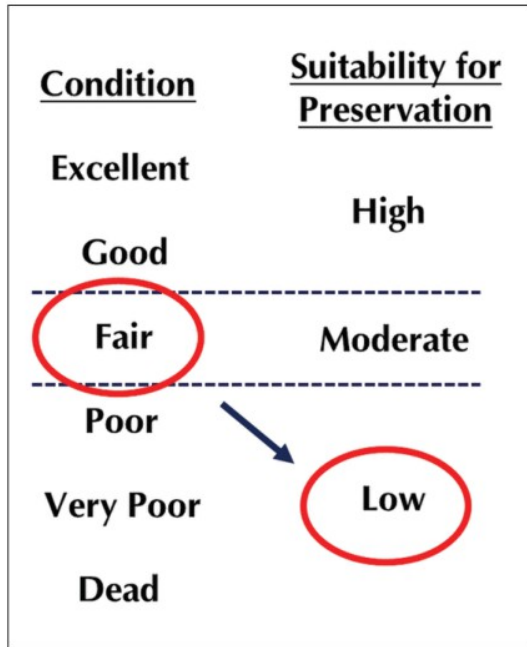 Condition
Suitability for
Preservation
Excellent
High
Good
Fair
Moderate
Poor
Low
Very Poor
Dead